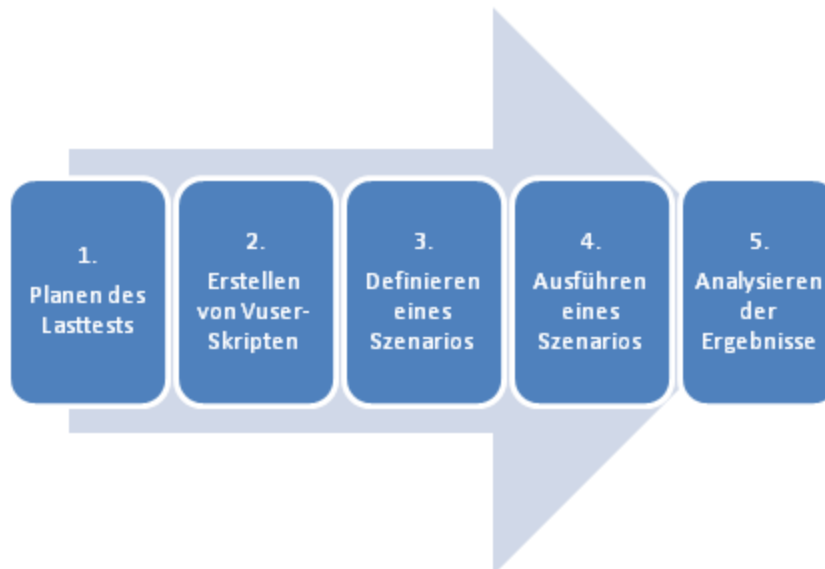 1.
Planen des
Lasttests
2.
Erstellen
von Vuser-
Skripten
3.
Definieren
eines
Szenarios
4.
Ausführen
eines
Szenarios
5.
Analysieren
der
Ergebnisse